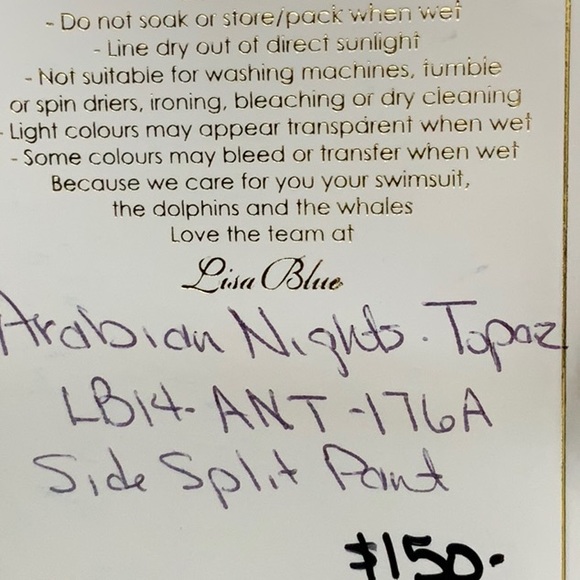 - Do not soak or store/pack when wet
- Line dry out of direct sunlight
- Not suitable for washing machines, tumble
or spin driers, ironing, bleaching or dry cleaning
- Light colours may appear transparent when wet
- Some colours may bleed or transfer when wet
Because we care for you your swimsuit,
the dolphins and the whales
Love the team at
Lisa Blue
Arabian Nights. Topaz
LB14-ANT-176A
Side Split Pant
$150-